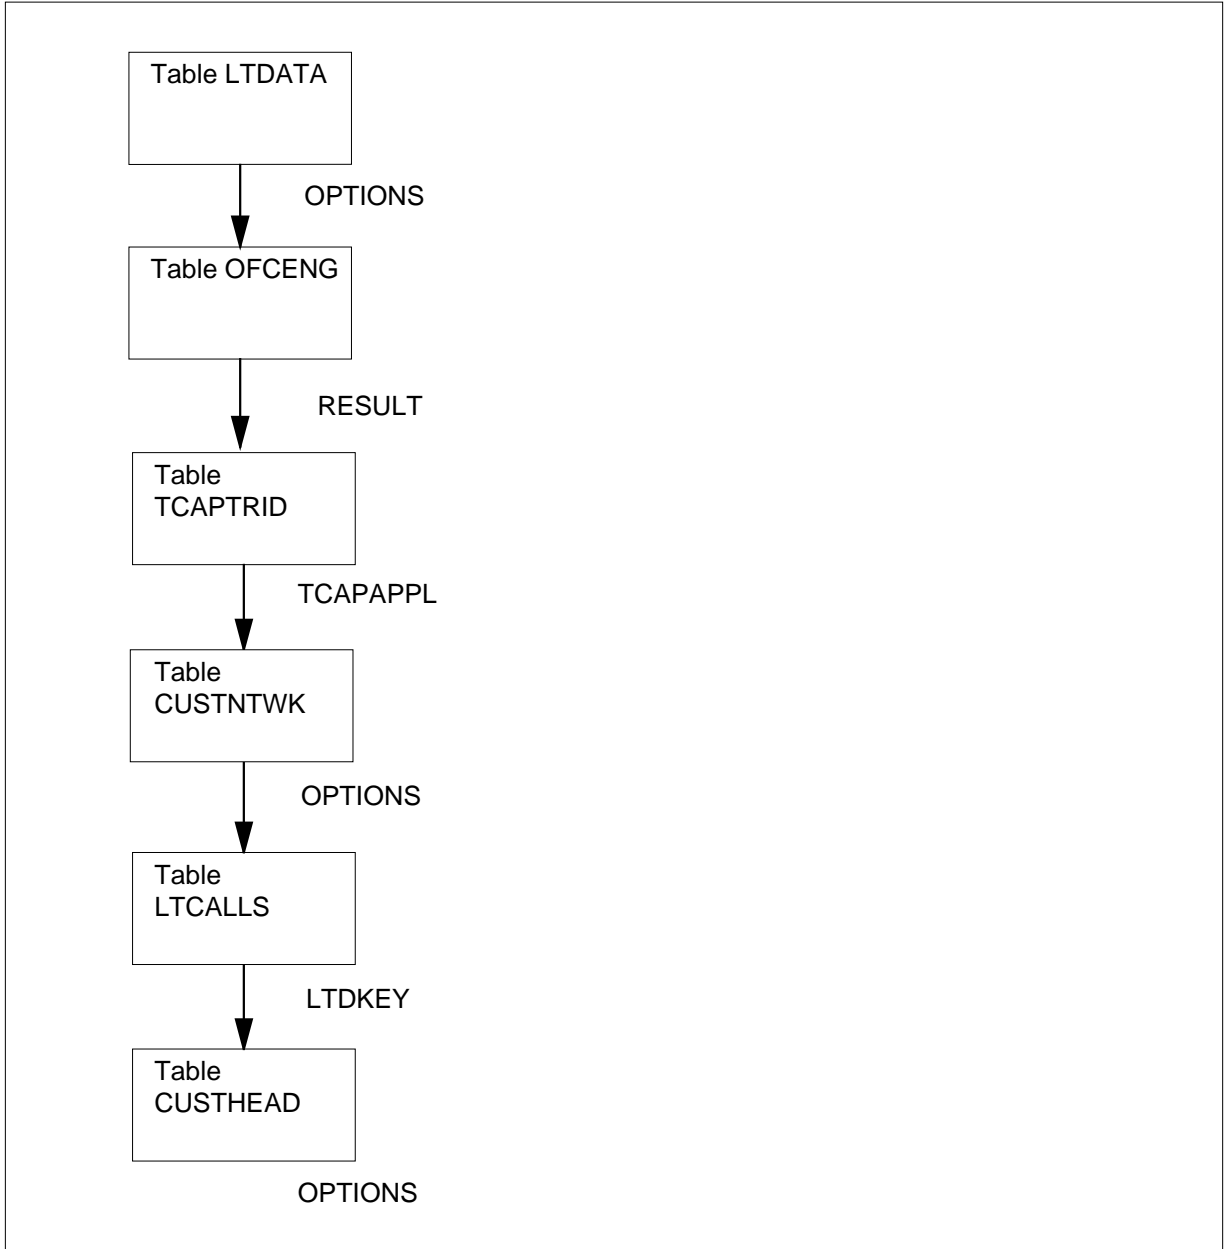 Table LTDATA
OPTIONS
Table OFCENG
RESULT
Table
TCAPTRID
TCAPAPPL
Table
CUSTNTWK
OPTIONS
Table
LTCALLS
LTDKEY
Table
CUSTHEAD
OPTIONS